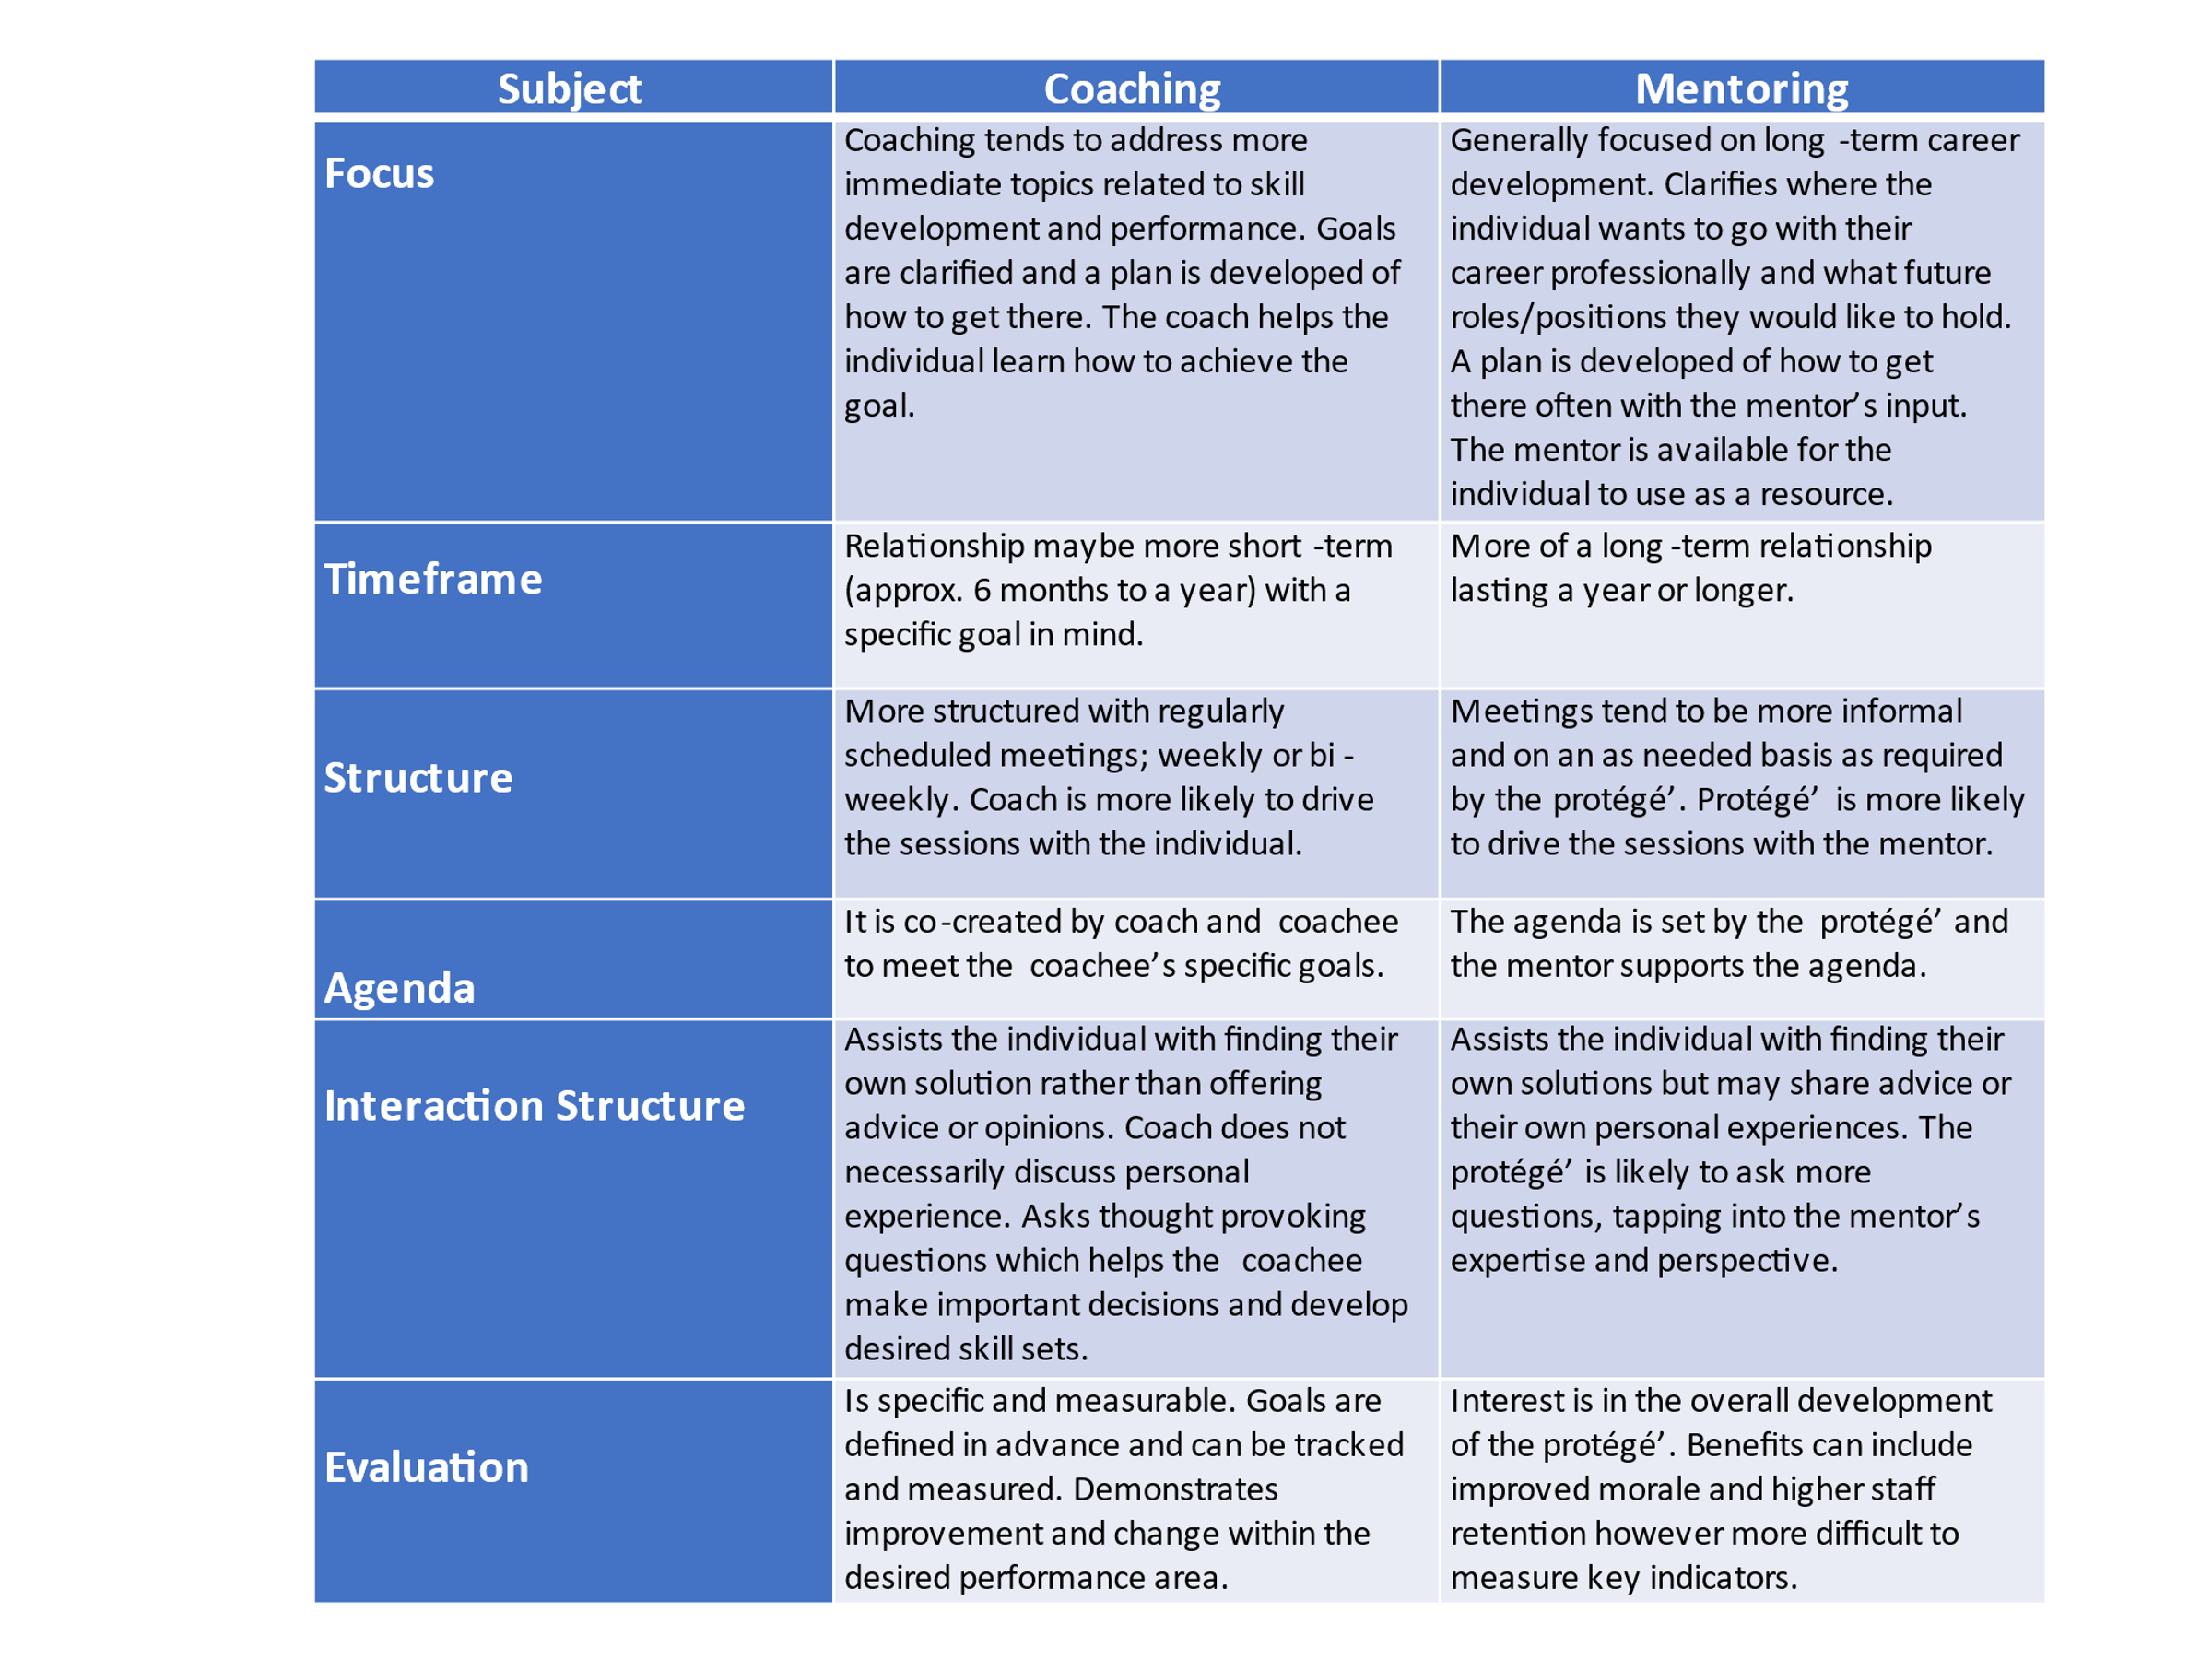 Subject
Coaching
Mentoring
Focus
Coaching tends to address more
immediate topics related to skill
development and performance. Goals
are clarified and a plan is developed of
how to get there. The coach helps the
individual learn how to achieve the
goal.
Generally focused on long -term career
development. Clarifies where the
individual wants to go with their
career professionally and what future
roles/positions they would like to hold.
A plan is developed of how to get
there often with the mentor’s input.
The mentor is available for the
individual to use as a resource.
Timeframe
Relationship maybe more short -term
(approx. 6 months to a year) with a
specific goal in mind.
More of a long -term relationship
lasting a year or longer.
Structure
More structured with regularly
scheduled meetings; weekly or bi -
weekly. Coach is more likely to drive
the sessions with the individual.
Meetings tend to be more informal
and on an as needed basis as required
by the protégé’. Protégé’ is more likely
to drive the sessions with the mentor.
Agenda
It is co-created by coach and coachee
to meet the coachee’s specific goals.
The agenda is set by the protégé’ and
the mentor supports the agenda.
Interaction Structure
Assists the individual with finding their
own solution rather than offering
advice or opinions. Coach does not
necessarily discuss personal
experience. Asks thought provoking
questions which helps the coachee
make important decisions and develop
desired skill sets.
Assists the individual with finding their
own solutions but may share advice or
their own personal experiences. The
protégé’ is likely to ask more
questions, tapping into the mentor’s
expertise and perspective.
Evaluation
Is specific and measurable. Goals are
defined in advance and can be tracked
and measured. Demonstrates
improvement and change within the
desired performance area.
Interest is in the overall development
of the protégé’. Benefits can include
improved morale and higher staff
retention however more difficult to
measure key indicators.